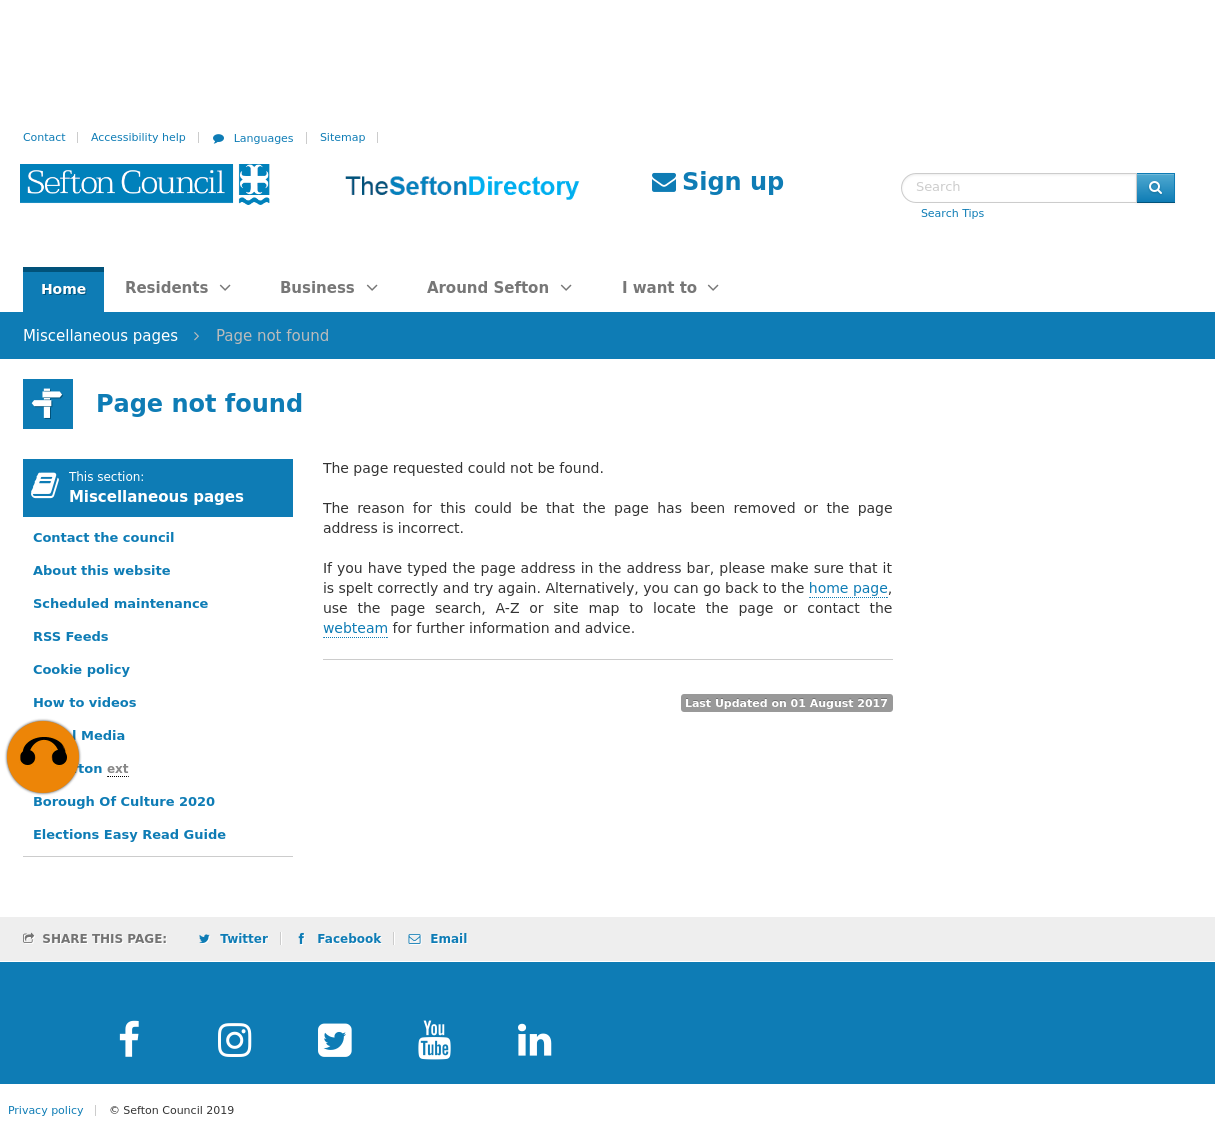 Contact
Accessibility help
Languages
Sitemap
Sefton Council
TheSeftonDirectory
Sign up
Search
Search Tips
Home
Residents
Business
Around Sefton
I want to
Miscellaneous pages
Page not found
Page not found
This section:
Miscellaneous pages
Contact the council
About this website
Scheduled maintenance
RSS Feeds
Cookie policy
How to videos
Media
ext
Borough Of Culture 2020
Elections Easy Read Guide
The page requested could not be found.
The reason for this could be that the page has been removed or the page
address is incorrect.
If you have typed the page address in the address bar, please make sure that it
is spelt correctly and try again. Alternatively, you can go back to the home page,
use the page search, A-Z or site map to locate the page or contact the
webteam for further information and advice.
Last Updated on 01 August 2017
SHARE THIS PAGE:
Twitter
Facebook
Email
You
Tube
in
Privacy policy
© Sefton Council 2019